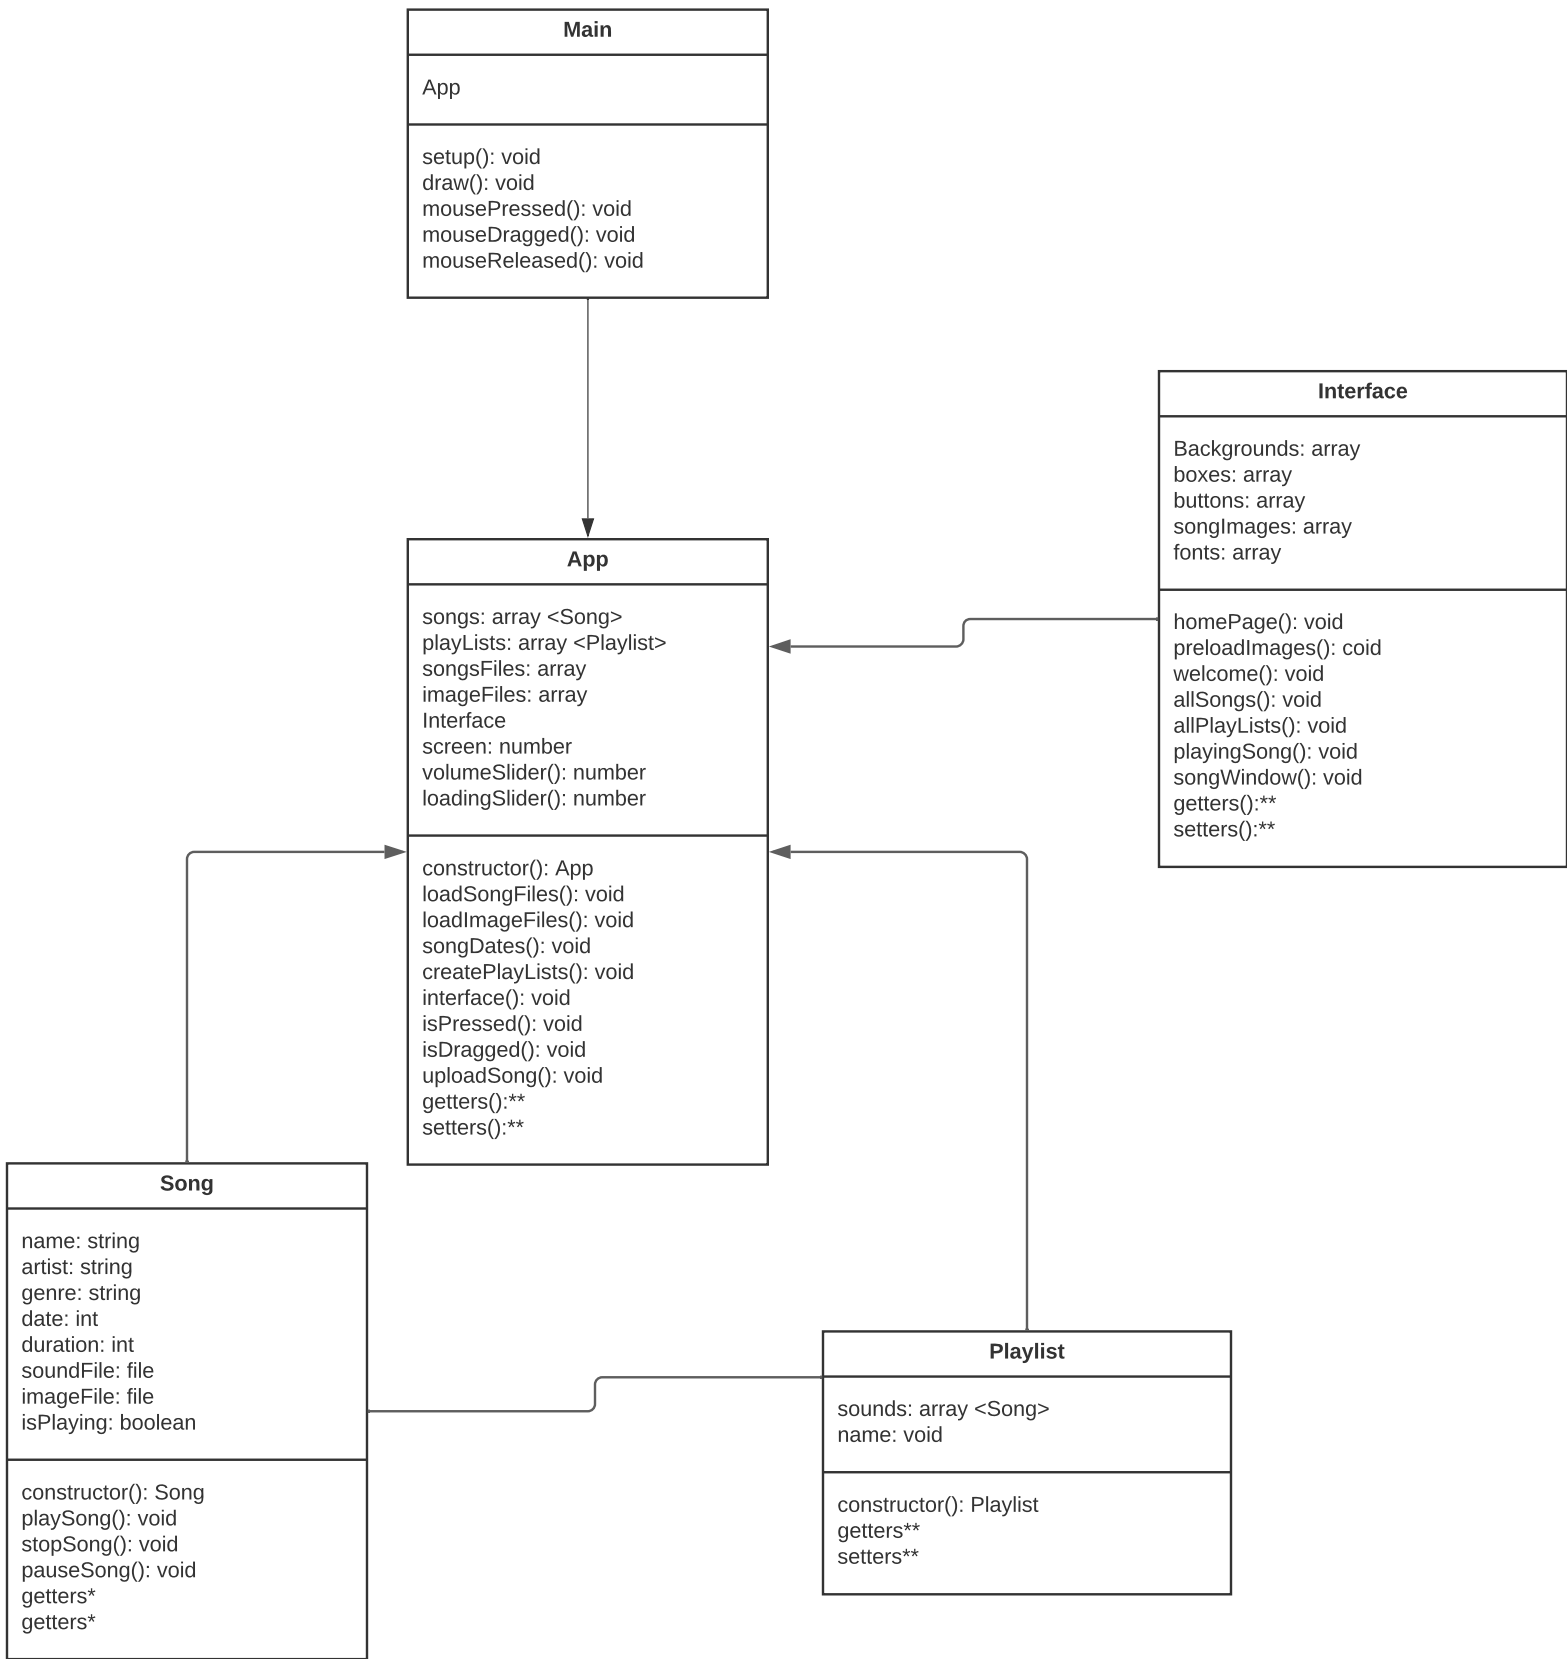 Main
App
setup(): void
draw(): void
mousePressed(): void
mouseDragged(): void
mouseReleased(): void
Interface
Backgrounds: array
boxes: array
buttons: array
songImages: array
fonts: array
homePage(): void
preloadImages(): coid
welcome(): void
allSongs(): void
allPlayLists(): void
playingSong(): void
songWindow(): void
getters():**
setters():**
App
songs: array <Song>
playLists: array <Playlist>
songsFiles: array
imageFiles: array
Interface
screen: number
volumeSlider(): number
loadingSlider(): number
constructor(): App
loadSongFiles(): void
loadImageFiles(): void
songDates(): void
createPlayLists(): void
interface(): void
isPressed(): void
isDragged(): void
uploadSong(): void
getters():**
setters():**
Song
name: string
artist: string
genre: string
date: int
duration: int
soundFile: file
imageFile: file
isPlaying: boolean
constructor(): Song
playSong(): void
stopSong(): void
pauseSong(): void
getters*
getters*
Playlist
sounds: array <Song>
name: void
constructor(): Playlist
getters**
setters**